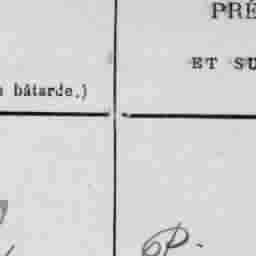 PRÉ
ET SU
bâtarde.)
P.